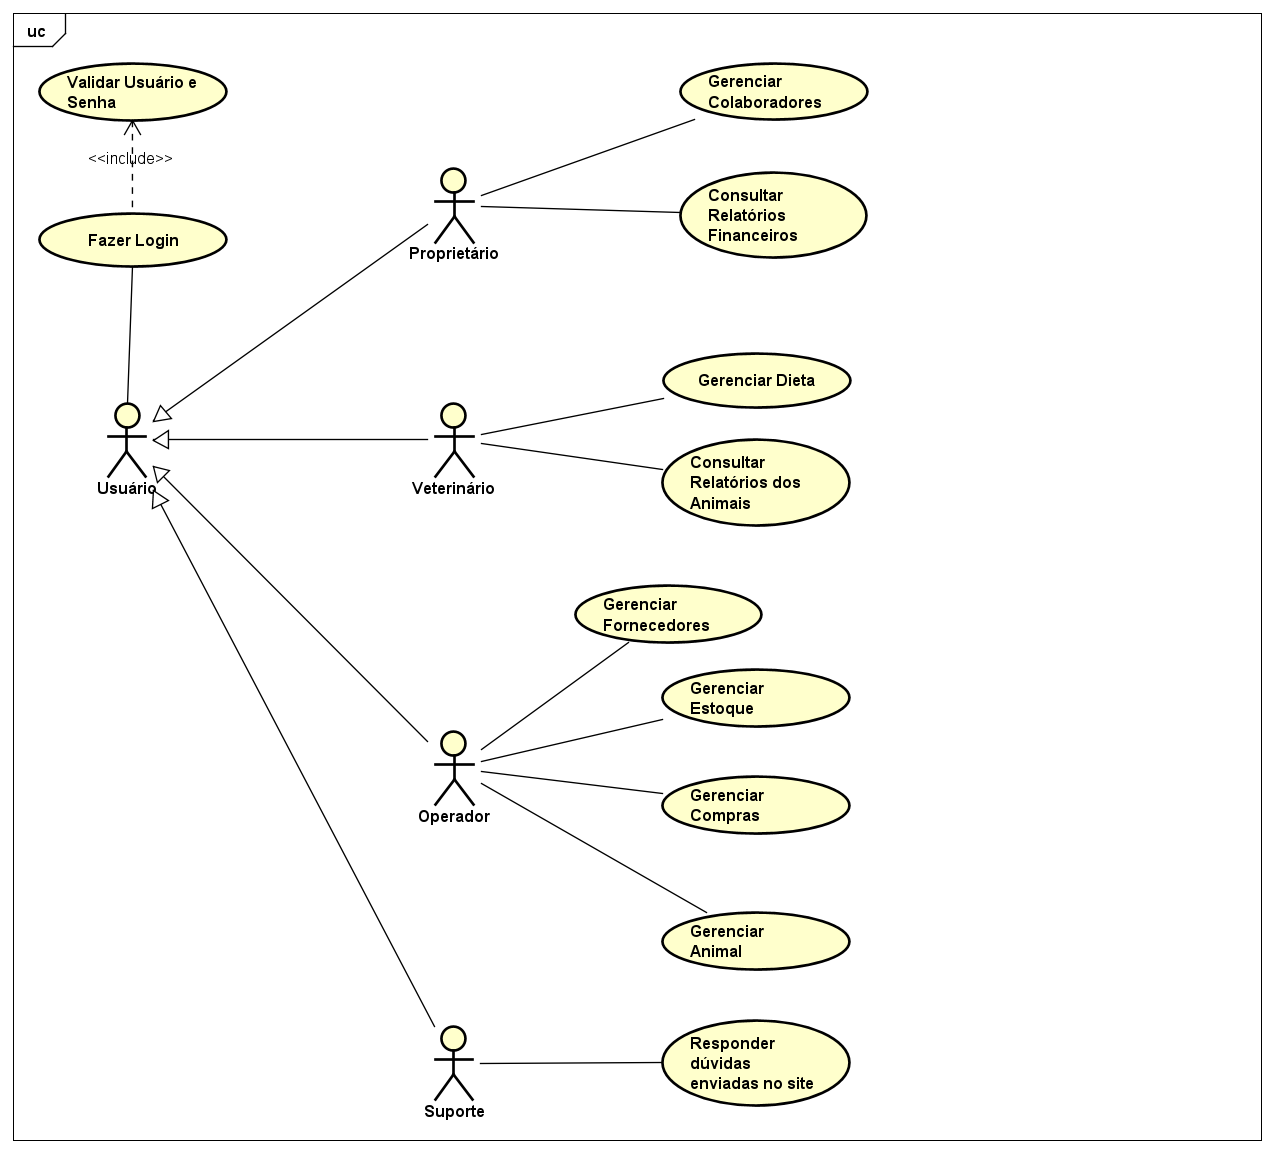 uc
Validar Usuário e
Senha
<<include>>
Fazer Login
Usuário
Proprietário
Gerenciar
Colaboradores
Consultar
Relatórios
Financeiros
Veterinário
Gerenciar Dieta
Consultar
Relatórios dos
Animais
Operador
Gerenciar
Fornecedores
Gerenciar
Estoque
Gerenciar
Compras
Gerenciar
Animal
Suporte
Responder
dúvidas
enviadas no site